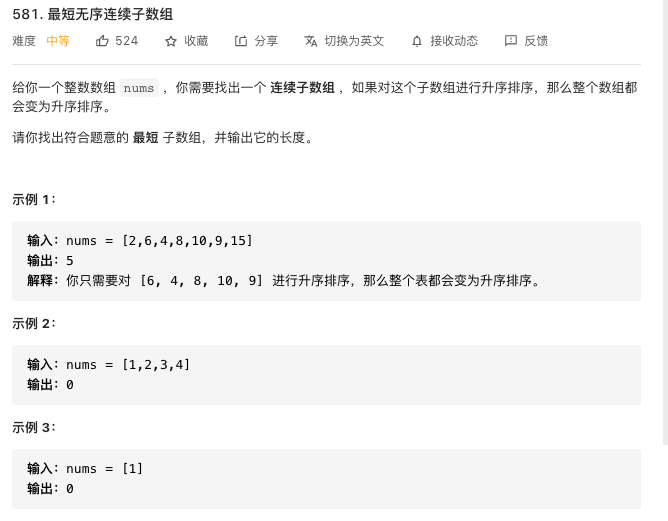 581. 最短无序连续子数组
难度 中等 524 收藏 分享 切换为英文 接收动态 反馈
给你一个整数数组 nums ，你需要找出一个 连续子数组 ，如果对这个子数组进行升序排序，那么整个数组都
会变为升序排序。
请你找出符合题意的 最短 子数组，并输出它的长度。
示例 1：
输入：nums = [2,6,4,8,10,9,15]
输出：5
解释：你只需要对 [6, 4, 8, 10, 9] 进行升序排序，那么整个表都会变为升序排序。
示例 2：
输入：nums = [1,2,3,4]
输出：0
示例 3：
输入：nums = [1]
输出：0